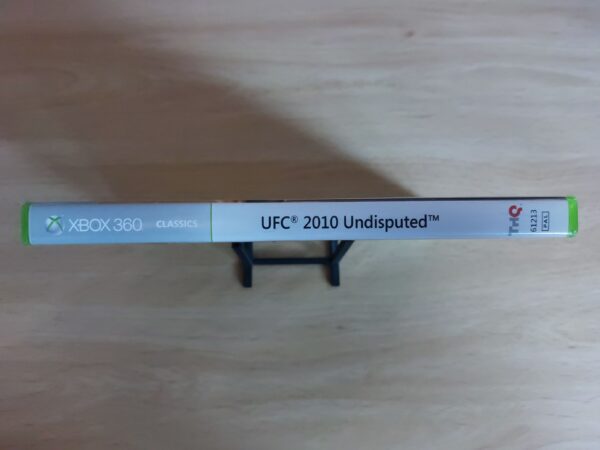 XBOX 360 CLASSICS UFC® 2010 Undisputed™
THQ
61213
PAL